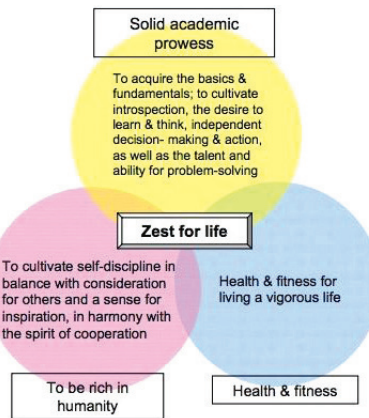 Solid academic
prowess
To acquire the basics &
fundamentals; to cultivate
introspection, the desire to
learn & think, independent
decision- making & action,
as well as the talent and
ability for problem-solving
Zest for life
To cultivate self-discipline in
balance with consideration
for others and a sense for
inspiration, in harmony with
the spirit of cooperation
Health & fitness for
living a vigorous life
To be rich in
humanity
Health & fitness